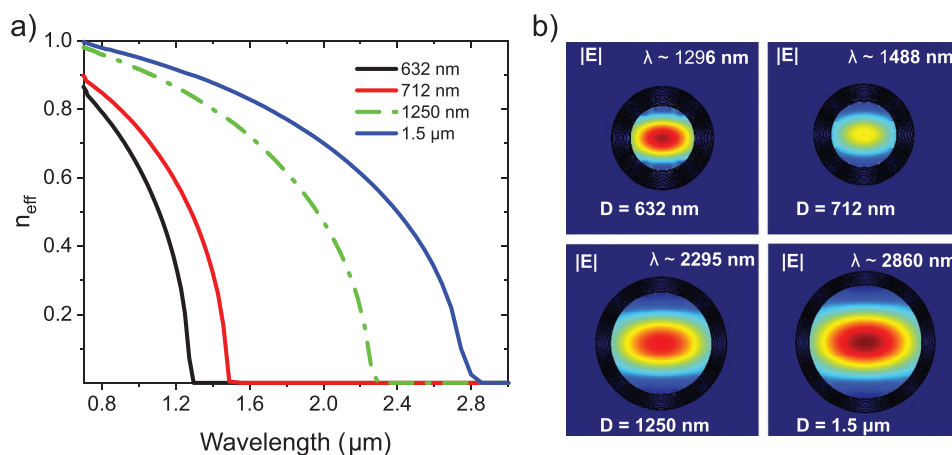 a)
1.0
0.8
0.6
0.4
0.2
n_eff
0.8 1.2 1.6 2.0 2.4 2.8
Wavelength (μm)
632 nm
712 nm
1250 nm
1.5 μm
b)
|E| λ ~ 1296 nm
D = 632 nm
|E| λ ~ 1488 nm
D = 712 nm
|E| λ ~ 2295 nm
D = 1250 nm
|E| λ ~ 2860 nm
D = 1.5 μm